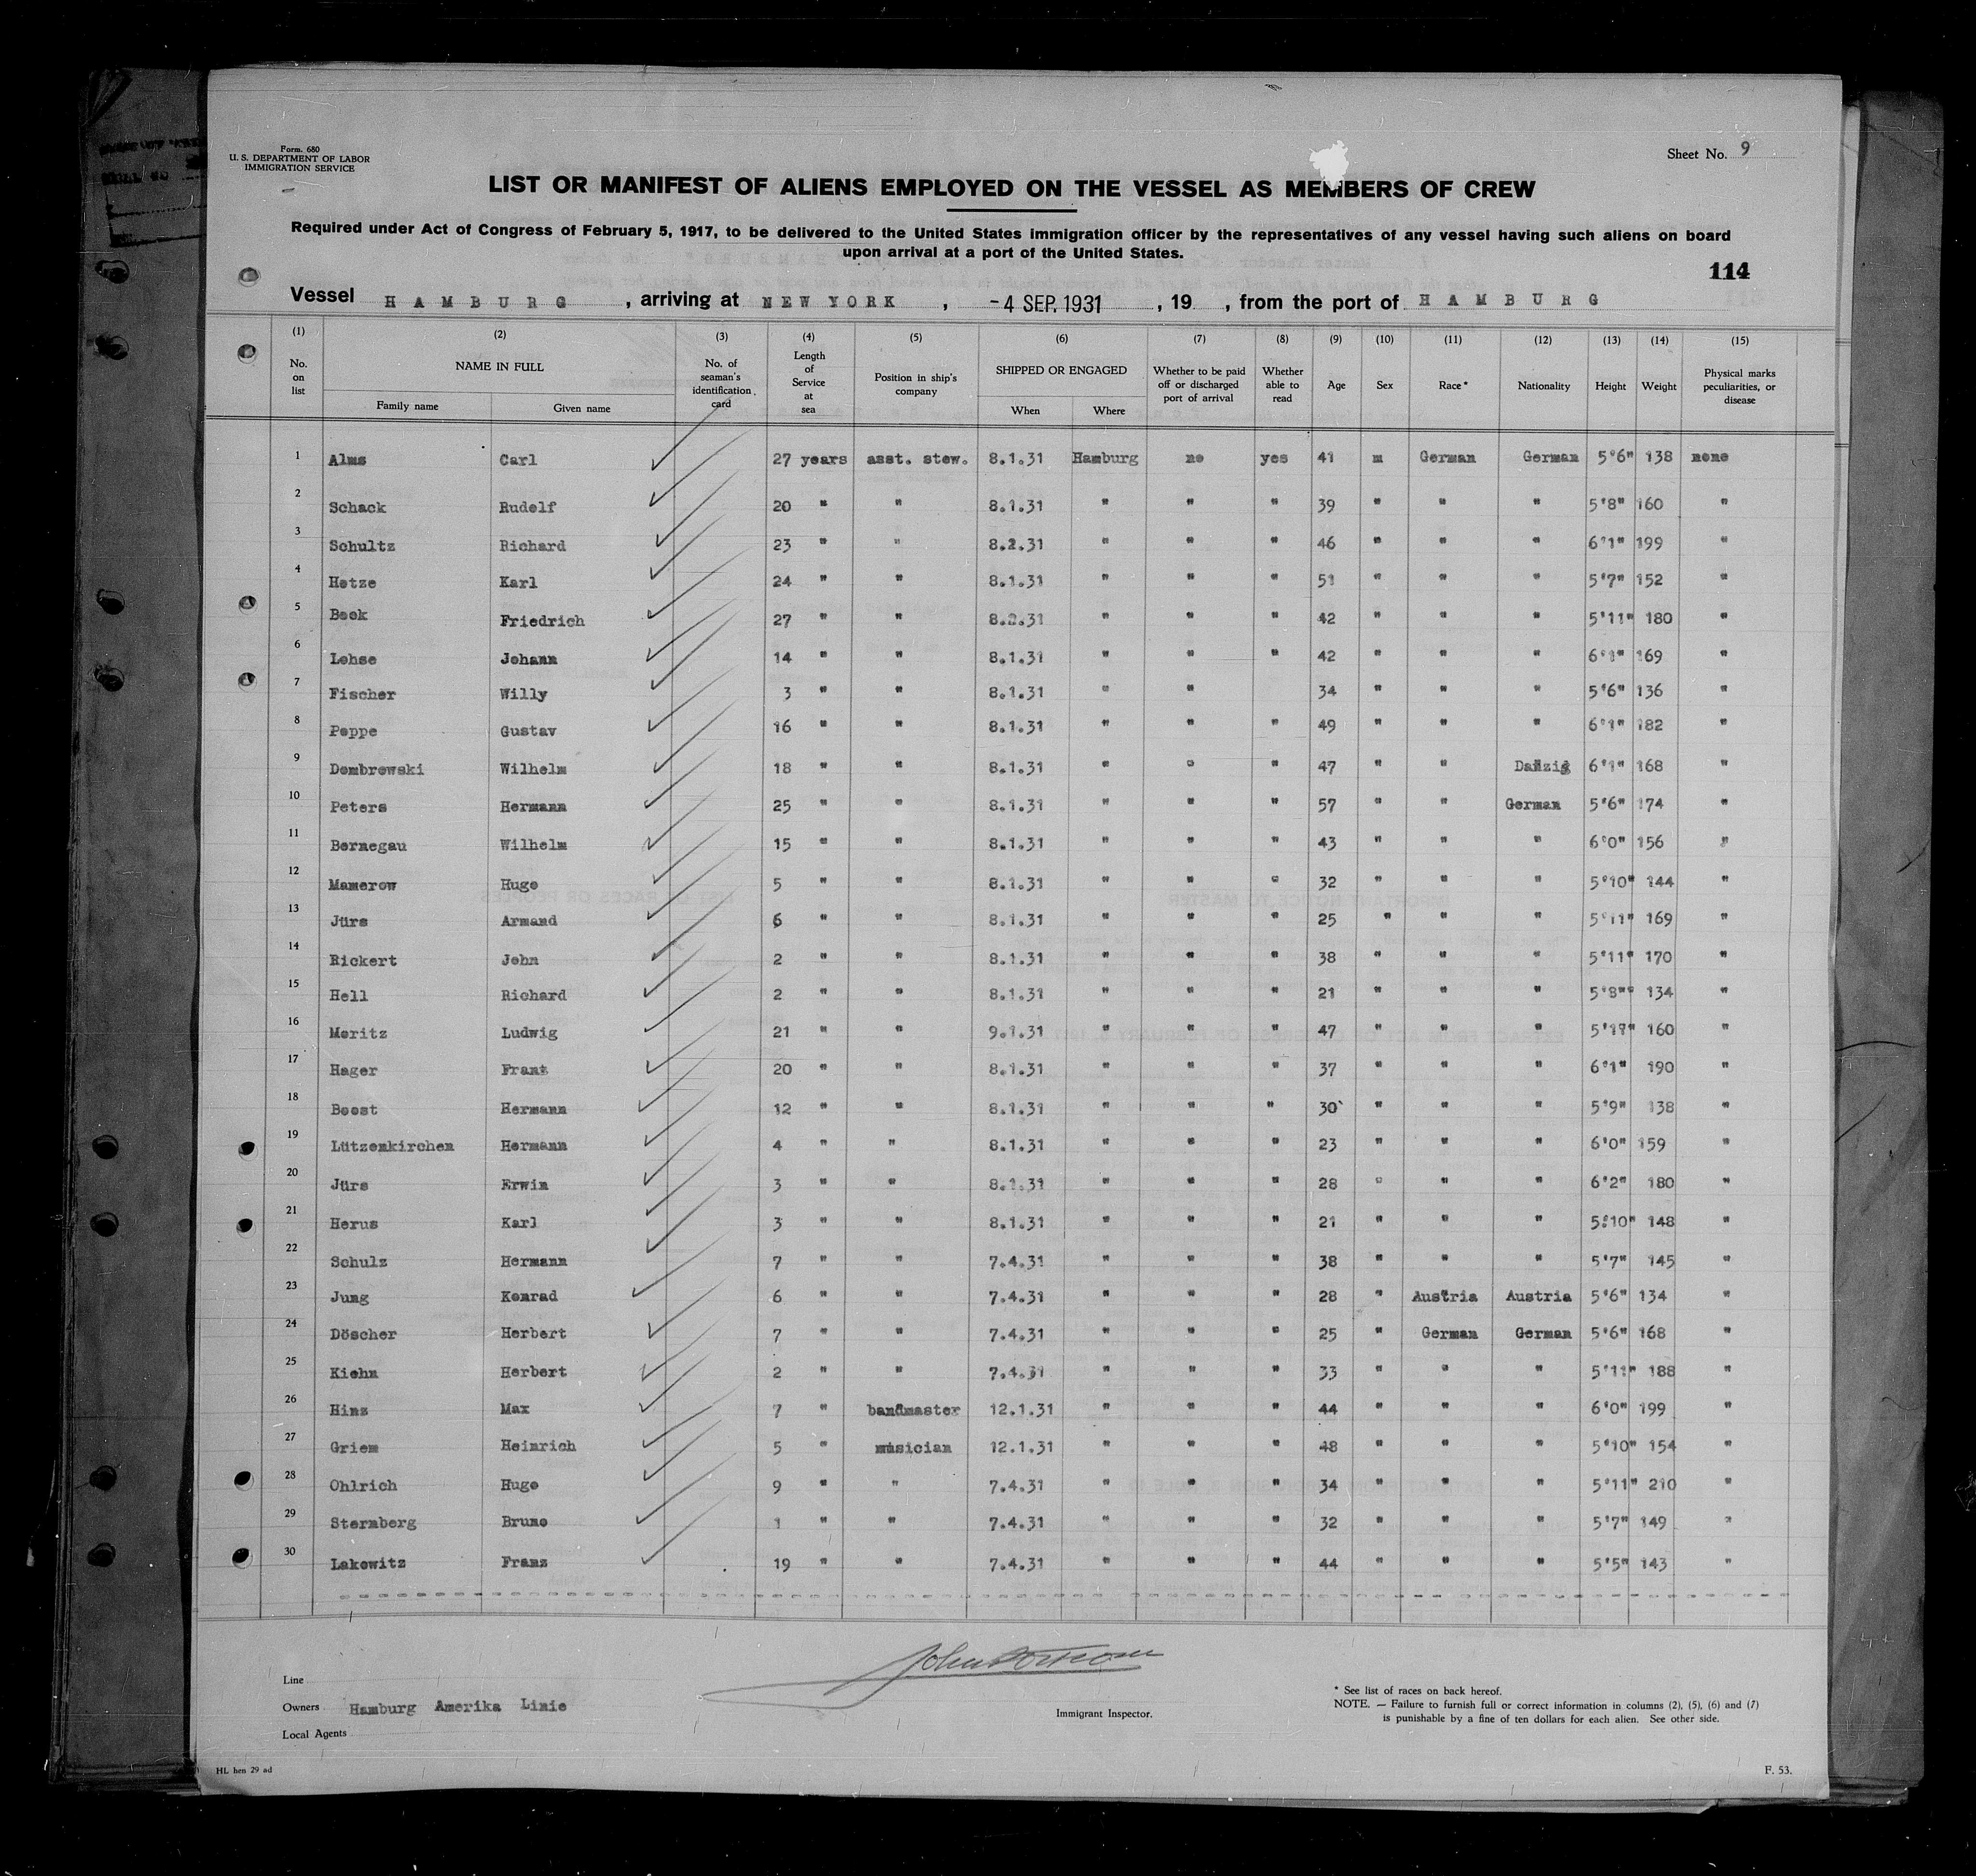 Form. 680
U. S. DEPARTMENT OF LABOR
IMMIGRATION SERVICE
Sheet No. 9
LIST OR MANIFEST OF ALIENS EMPLOYED ON THE VESSEL AS MEMBERS OF CREW
Required under Act of Congress of February 5, 1917, to be delivered to the United States immigration officer by the representatives of any vessel having such aliens on board
upon arrival at a port of the United States.
114
Vessel HAMBURG, arriving at NEW YORK, -4 SEP. 1931, 19 , from the port of HAMBURG
(1) (2) (3) (4) (5) (6) (7) (8) (9) (10) (11) (12) (13) (14) (15)
No. on list NAME IN FULL Family name Given name No. of seaman's identification card Length of Service at sea Position in ship's company SHIPPED OR ENGAGED When Where Whether to be paid off or discharged port of arrival Whether able to read Age Sex Race* Nationality Height Weight Physical marks peculiarities, or disease
1 Alms Carl 27 years asst. stew. 8.1.31 Hamburg no yes 41 m German German 5'6" 138 none
2 Schack Rudolf 20 " " 8.1.31 " " " 39 " " " 5'8" 160 "
3 Schultz Richard 23 " " 8.2.31 " " " 46 " " " 6'1" 199 "
4 Hotze Karl 24 " " 8.1.31 " " " 51 " " " 5'7" 152 "
5 Beek Friedrich 27 " " 8.2.31 " " " 42 " " " 5'11" 180 "
6 Lohse Johann 14 " " 8.1.31 " " " 42 " " " 6'1" 169 "
7 Fischer Willy 3 " " 8.1.31 " " 34 " " " 5'6" 136 "
8 Poppe Gustav 16 " " 8.1.31 " " " 49 " " " 6'1" 182 "
9 Dombrowski Wilhelm 18 " " 8.1.31 " " " 47 " " Danzig 6'1" 168 "
10 Peters Hermann 25 " " 8.1.31 " " " 57 " " German 5'6" 174 "
11 Bornegau Wilhelm 15 " " 8.1.31 " " " 43 " " " 6'0" 156 "
12 Mamerow Hugo 5 " " 8.1.31 " " " 32 " " " 5'10" 144 "
13 Jürs Armand 6 " " 8.1.31 " " " 25 " " " 5'11" 169 "
14 Rickert John 2 " " 8.1.31 " " " 38 " " " 5'11" 170 "
15 Hell Richard 2 " " 8.1.31 " " " 21 " " " 5'8" 134 "
16 Moritz Ludwig 21 " " 9.1.31 " " " 47 " " " 160 "
17 Hager Franz 20 " " 8.1.31 " " " 37 " " " 6'1" 190 "
18 Boost Hermann 12 " " 8.1.31 " " " 30 " " " 5'9" 138 "
19 Lützenkirchen Hermann 4 " " 8.1.31 " " " 23 " " " 6'0" 159 "
20 Jürs Erwin 3 " " 8.1.31 " " " 28 " " " 6'2" 180 "
21 Horus Karl 3 " " 8.1.31 " " " 21 " " " 5'10" 148 "
22 Schulz Hermann 7 " " 7.4.31 " " " 38 " " " 5'7" 145 "
23 Jung Konrad 6 " " 7.4.31 " " " 28 " Austria Austria 5'6" 134 "
24 Döscher Herbert 7 " " 7.4.31 " " " 25 " German German 5'6" 168 "
25 Kiehn Herbert 2 " " 7.4.31 " " " 33 " " " 5'11" 188 "
26 Hinz Max 7 " bandmaster 12.1.31 " " " 44 " " " 6'0" 199 "
27 Griem Heinrich 5 " musician 12.1.31 " " " 48 " " " 5'10" 154 "
28 Ohlrich Hugo 9 " " 7.4.31 " " " 34 " " " 5'11" 210 "
29 Sternberg Bruno 1 " " 7.4.31 " " " 32 " " " 5'7" 149 "
30 Lakowitz Franz 19 " " 7.4.31 " " " 44 " " " 5'5" 143 "
Line
Owners Hamburg Amerika Linie
Local Agents
Immigrant Inspector.
* See list of races on back hereof.
NOTE. — Failure to furnish full or correct information in columns (2), (5), (6) and (7)
is punishable by a fine of ten dollars for each alien. See other side.
HL hen 29 ad
F. 53.